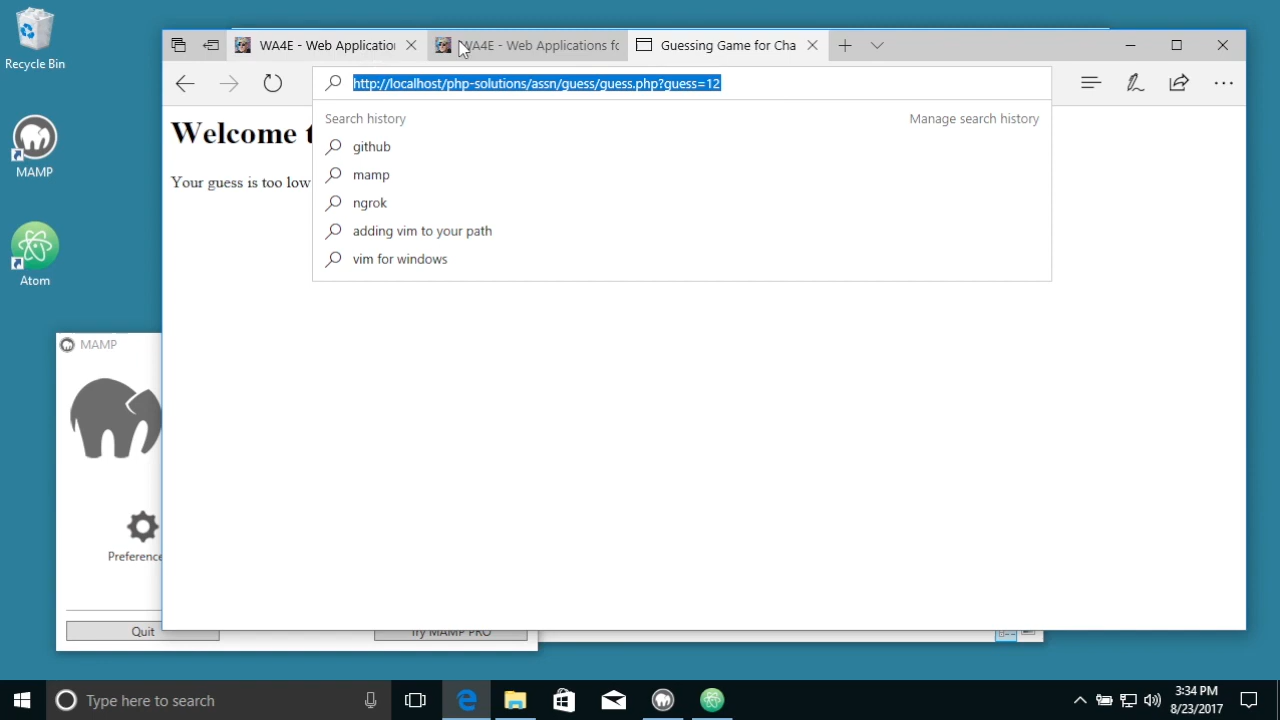 Recycle Bin
MAMP
Atom
WA4E - Web Application
WA4E - Web Applications fo
Guessing Game for Cha
http://localhost/php-solutions/assn/guess/guess.php?guess=12
Search history
Manage search history
github
mamp
ngrok
adding vim to your path
vim for windows
Welcome t
Your guess is too low
MAMP
Preference
Quit
Try MAMP PRO
Type here to search
3:34 PM
8/23/2017